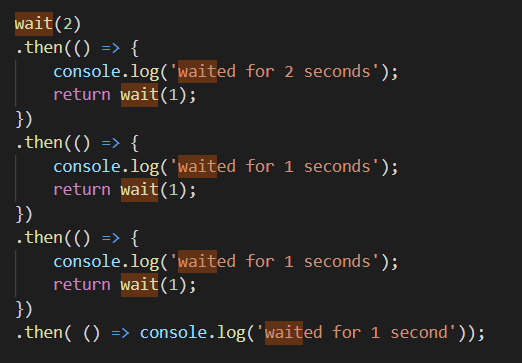 wait(2)
.then(() => {
    console.log('waited for 2 seconds');
    return wait(1);
})
.then(() => {
    console.log('waited for 1 seconds');
    return wait(1);
})
.then(() => {
    console.log('waited for 1 seconds');
    return wait(1);
})
.then( () => console.log('waited for 1 second'));